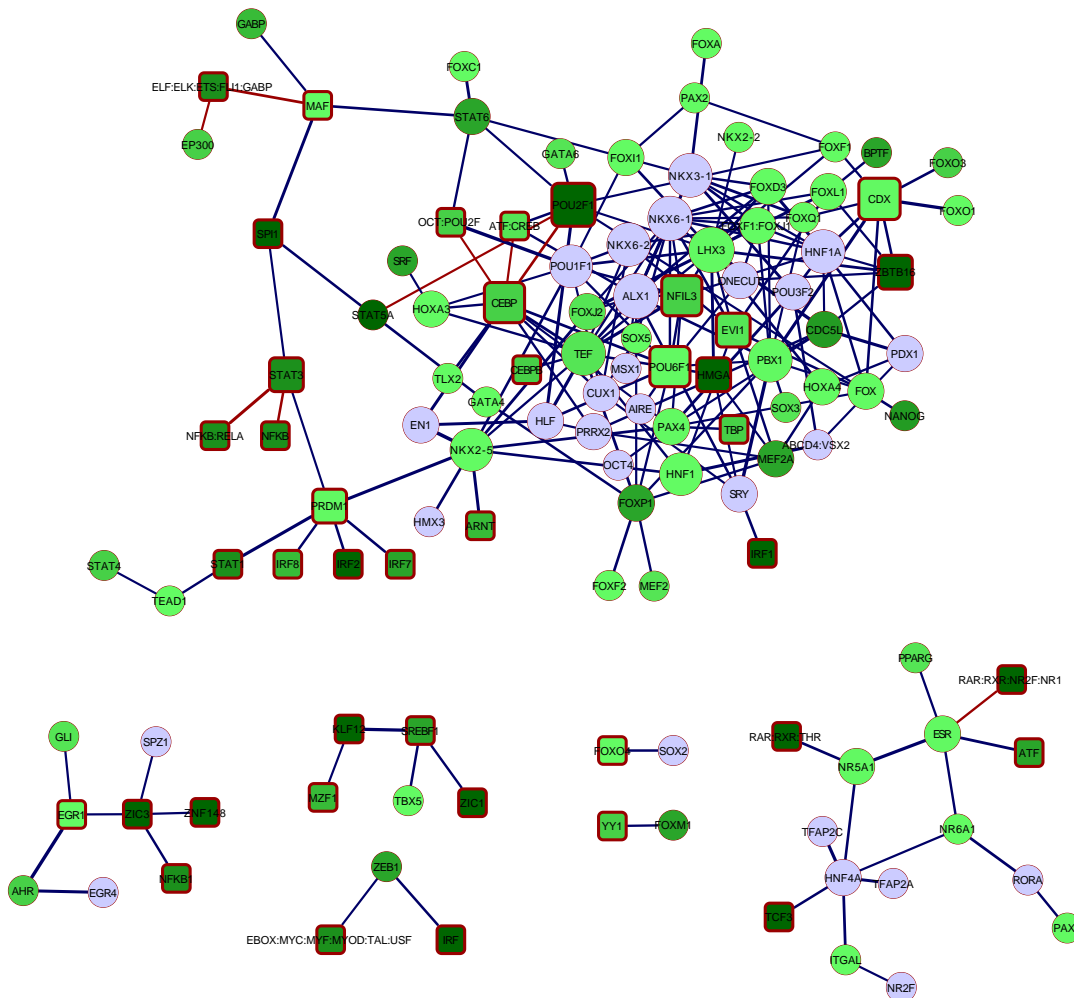 GABP
FOXA
FOXC1
ELF:ELK:ETS:FLI1:GABP
PAX2
MAF
STAT6
NKX2-2
EP300
GATA6
FOXI1
FOXF1
BPTF
FOXO3
NKX3-1
FOXD3
FOXL1
CDX
OCT:POU2F
ATF:CREB
POU2F1
NKX6-1
FOXQ1
FOXO1
SPI1
NKX6-2
LHX3
HNF1A
SRF
POU1F1
ZBTB16
ONECUT
POU3F2
HOXA3
CEBP
ALX1
NFIL3
STAT5A
FOXJ2
EVI1
CDC5L
SOX5
TEF
PDX1
PBX1
STAT3
TLX2
CEBPB
MSX1
POU6F1
HMGA
HOXA4
FOX
CUX1
GATA4
AIRE
SOX3
NANOG
EN1
HLF
PRRX2
PAX4
TBP
NFKB:RELA
NFKB
NKX2-5
ABCD4:VSX2
OCT4
MEF2A
HNF1
PRDM1
SRY
FOXP1
HMX3
ARNT
STAT4
STAT1
IRF8
IRF2
IRF7
IRF1
TEAD1
FOXF2
MEF2
PPARG
RAR:RXR:NR2F:NR1
GLI
SPZ1
KLF12
SREBF1
FOXO4
SOX2
RAR:RXR:THR
ESR
ATF
NR5A1
MZF1
TBX5
ZIC1
EGR1
ZIC3
ZNF148
YY1
FOXM1
TFAP2C
NR6A1
ZEB1
HNF4A
TFAP2A
RORA
AHR
EGR4
NFKB1
TCF3
PAX
EBOX:MYC:MYF:MYOD:TAL:USF
IRF
ITGAL
NR2F